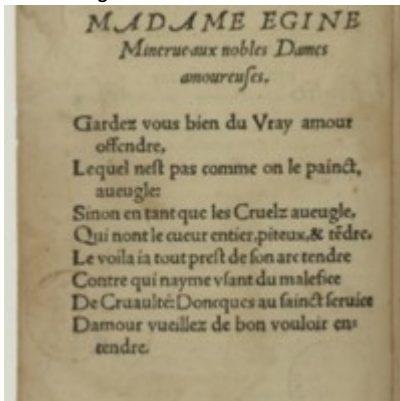 MADAME EGINE
Minerue aux nobles Dames
amoureuſes.
Gardez vous bien du Vray amour
offendre,
Lequel neſt pas comme on le painct,
aueugle:
Sinon en tant que les Cruelz aueugle,
Qui nont le cueur entier, piteux, & tẽdre.
Le voila ia tout preſt de ſon arc tendre
Contre qui nayme vſant du malefice
De Cruaulté: Doncques au ſainct ſeruice
Damour vueillez de bon vouloir en-
tendre.